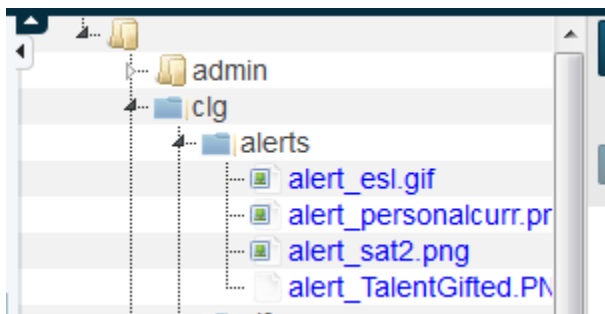 admin
clg
alerts
alert_esl.gif
alert_personalcurr.pr
alert_sat2.png
alert_TalentGifted.PN